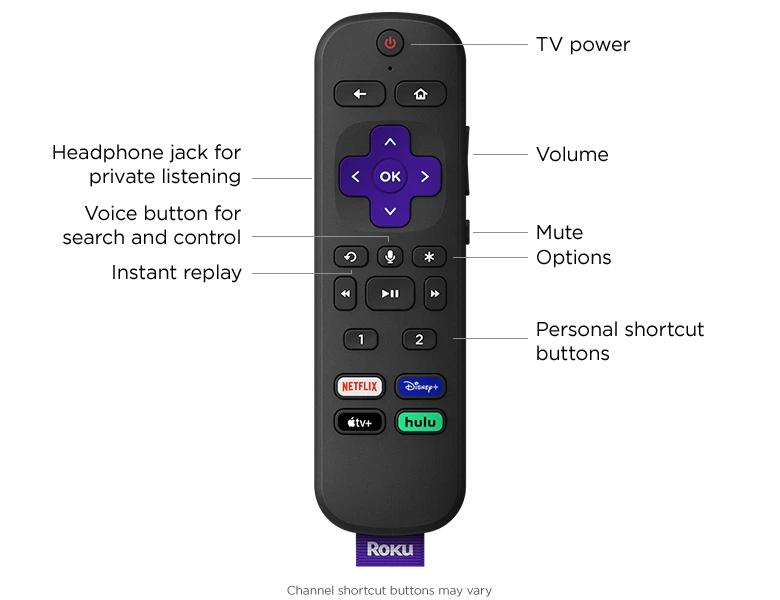 TV power
Volume
Headphone jack for
private listening
OK
Voice button for
search and control
Mute
Options
Instant replay
1
2
Personal shortcut
buttons
NETFLIX
Disney+
tv+
hulu
Roku
Channel shortcut buttons may vary